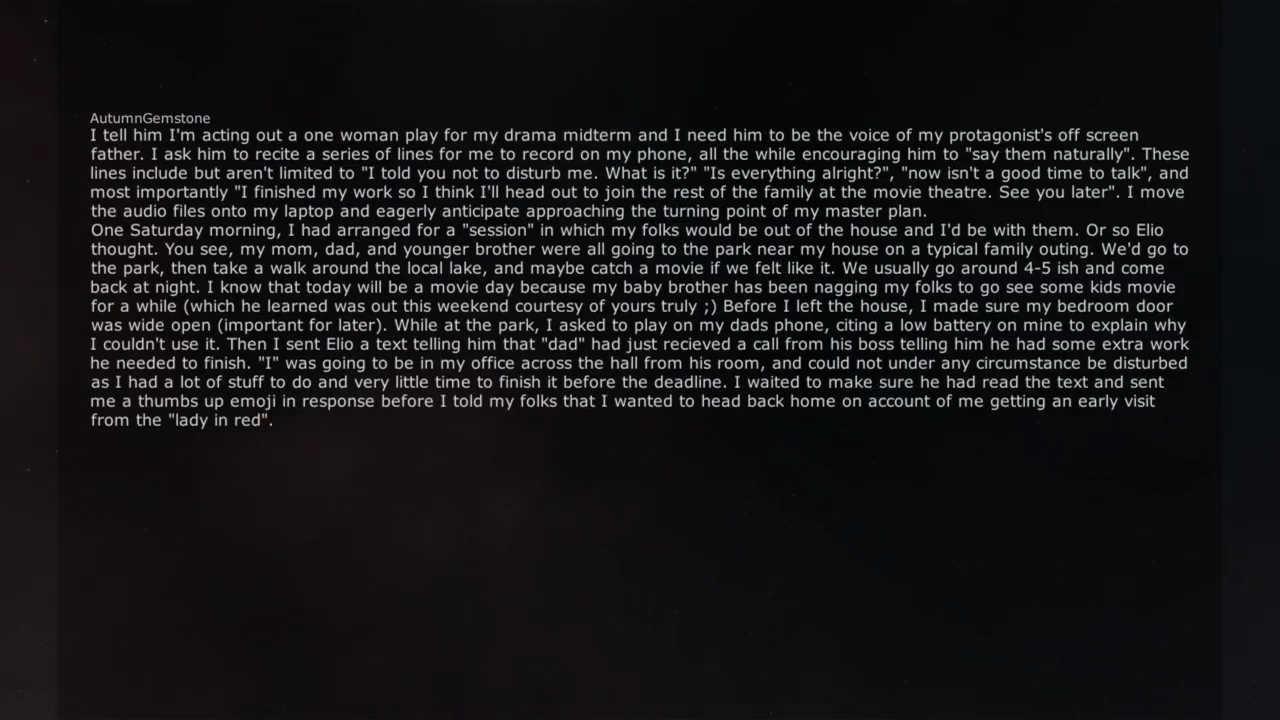 AutumnGemstone
I tell him I'm acting out a one woman play for my drama midterm and I need him to be the voice of my protagonist's off screen
father. I ask him to recite a series of lines for me to record on my phone, all the while encouraging him to "say them naturally". These
lines include but aren't limited to "I told you not to disturb me. What is it?" "Is everything alright?", "now isn't a good time to talk", and
most importantly "I finished my work so I think I'll head out to join the rest of the family at the movie theatre. See you later". I move
the audio files onto my laptop and eagerly anticipate approaching the turning point of my master plan.
One Saturday morning, I had arranged for a "session" in which my folks would be out of the house and I'd be with them. Or so Elio
thought. You see, my mom, dad, and younger brother were all going to the park near my house on a typical family outing. We'd go to
the park, then take a walk around the local lake, and maybe catch a movie if we felt like it. We usually go around 4-5 ish and come
back at night. I know that today will be a movie day because my baby brother has been nagging my folks to go see some kids movie
for a while (which he learned was out this weekend courtesy of yours truly ;) Before I left the house, I made sure my bedroom door
was wide open (important for later). While at the park, I asked to play on my dads phone, citing a low battery on mine to explain why
I couldn't use it. Then I sent Elio a text telling him that "dad" had just recieved a call from his boss telling him he had some extra work
he needed to finish. "I" was going to be in my office across the hall from his room, and could not under any circumstance be disturbed
as I had a lot of stuff to do and very little time to finish it before the deadline. I waited to make sure he had read the text and sent
me a thumbs up emoji in response before I told my folks that I wanted to head back home on account of me getting an early visit
from the "lady in red".